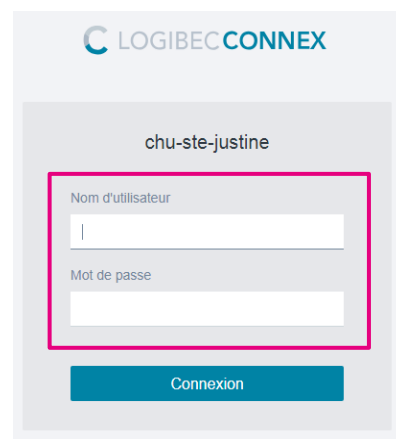 LOGIBEC CONNEX
chu-ste-justine
Nom d'utilisateur
Mot de passe
Connexion